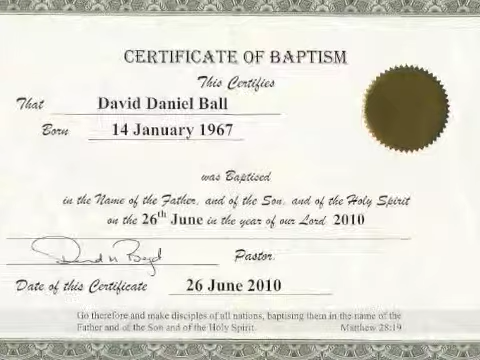 CERTIFICATE OF BAPTISM
This Certifies
That David Daniel Ball
Born 14 January 1967
was Baptised
in the Name of the Father, and of the Son, and of the Holy Spirit
on the 26th June in the year of our Lord 2010
Pastor.
Date of this Certificate 26 June 2010
Go therefore and make disciples of all nations, baptising them in the name of the
Father and of the Son and of the Holy Spirit. Matthew 28:19